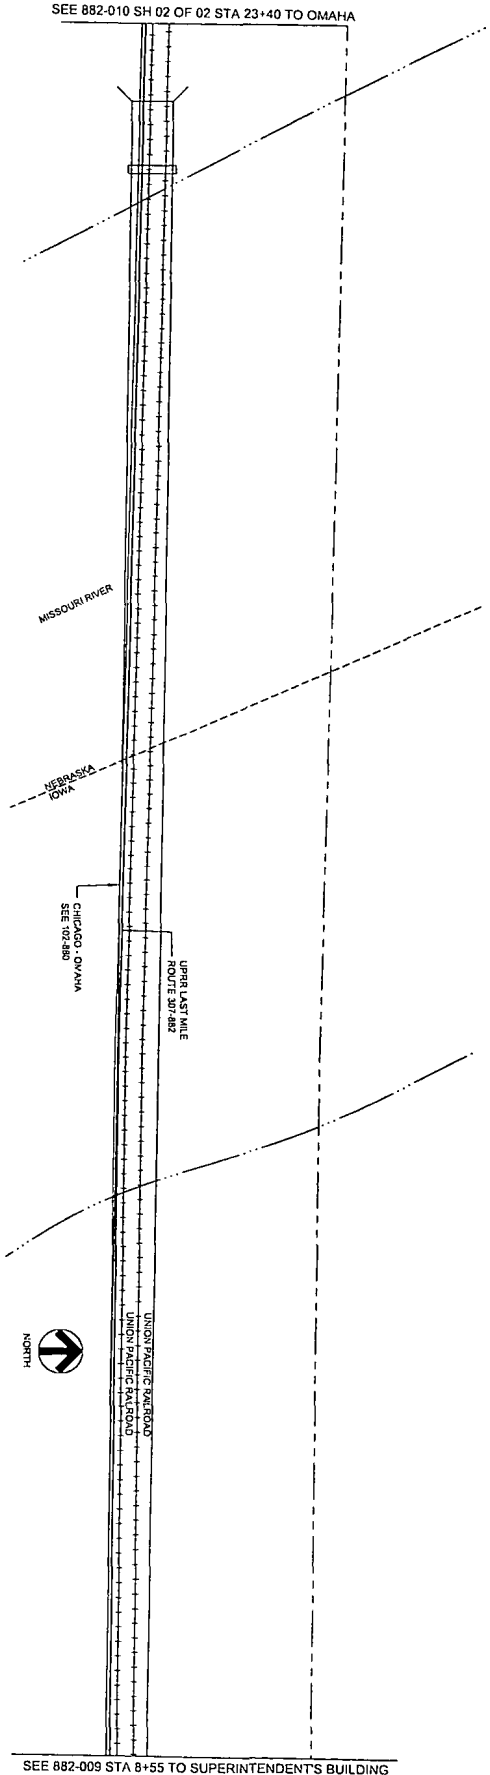 SEE 882-010 SH 02 OF 02 STA 23+40 TO OMAHA
MISSOURI RIVER
NEBRASKA
IOWA
CHICAGO - OMAHA
SEE 102-880
UPRR LAST MILE
ROUTE 307-882
UNION PACIFIC RAILROAD
UNION PACIFIC RAILROAD
NORTH
SEE 882-009 STA 8+55 TO SUPERINTENDENT'S BUILDING